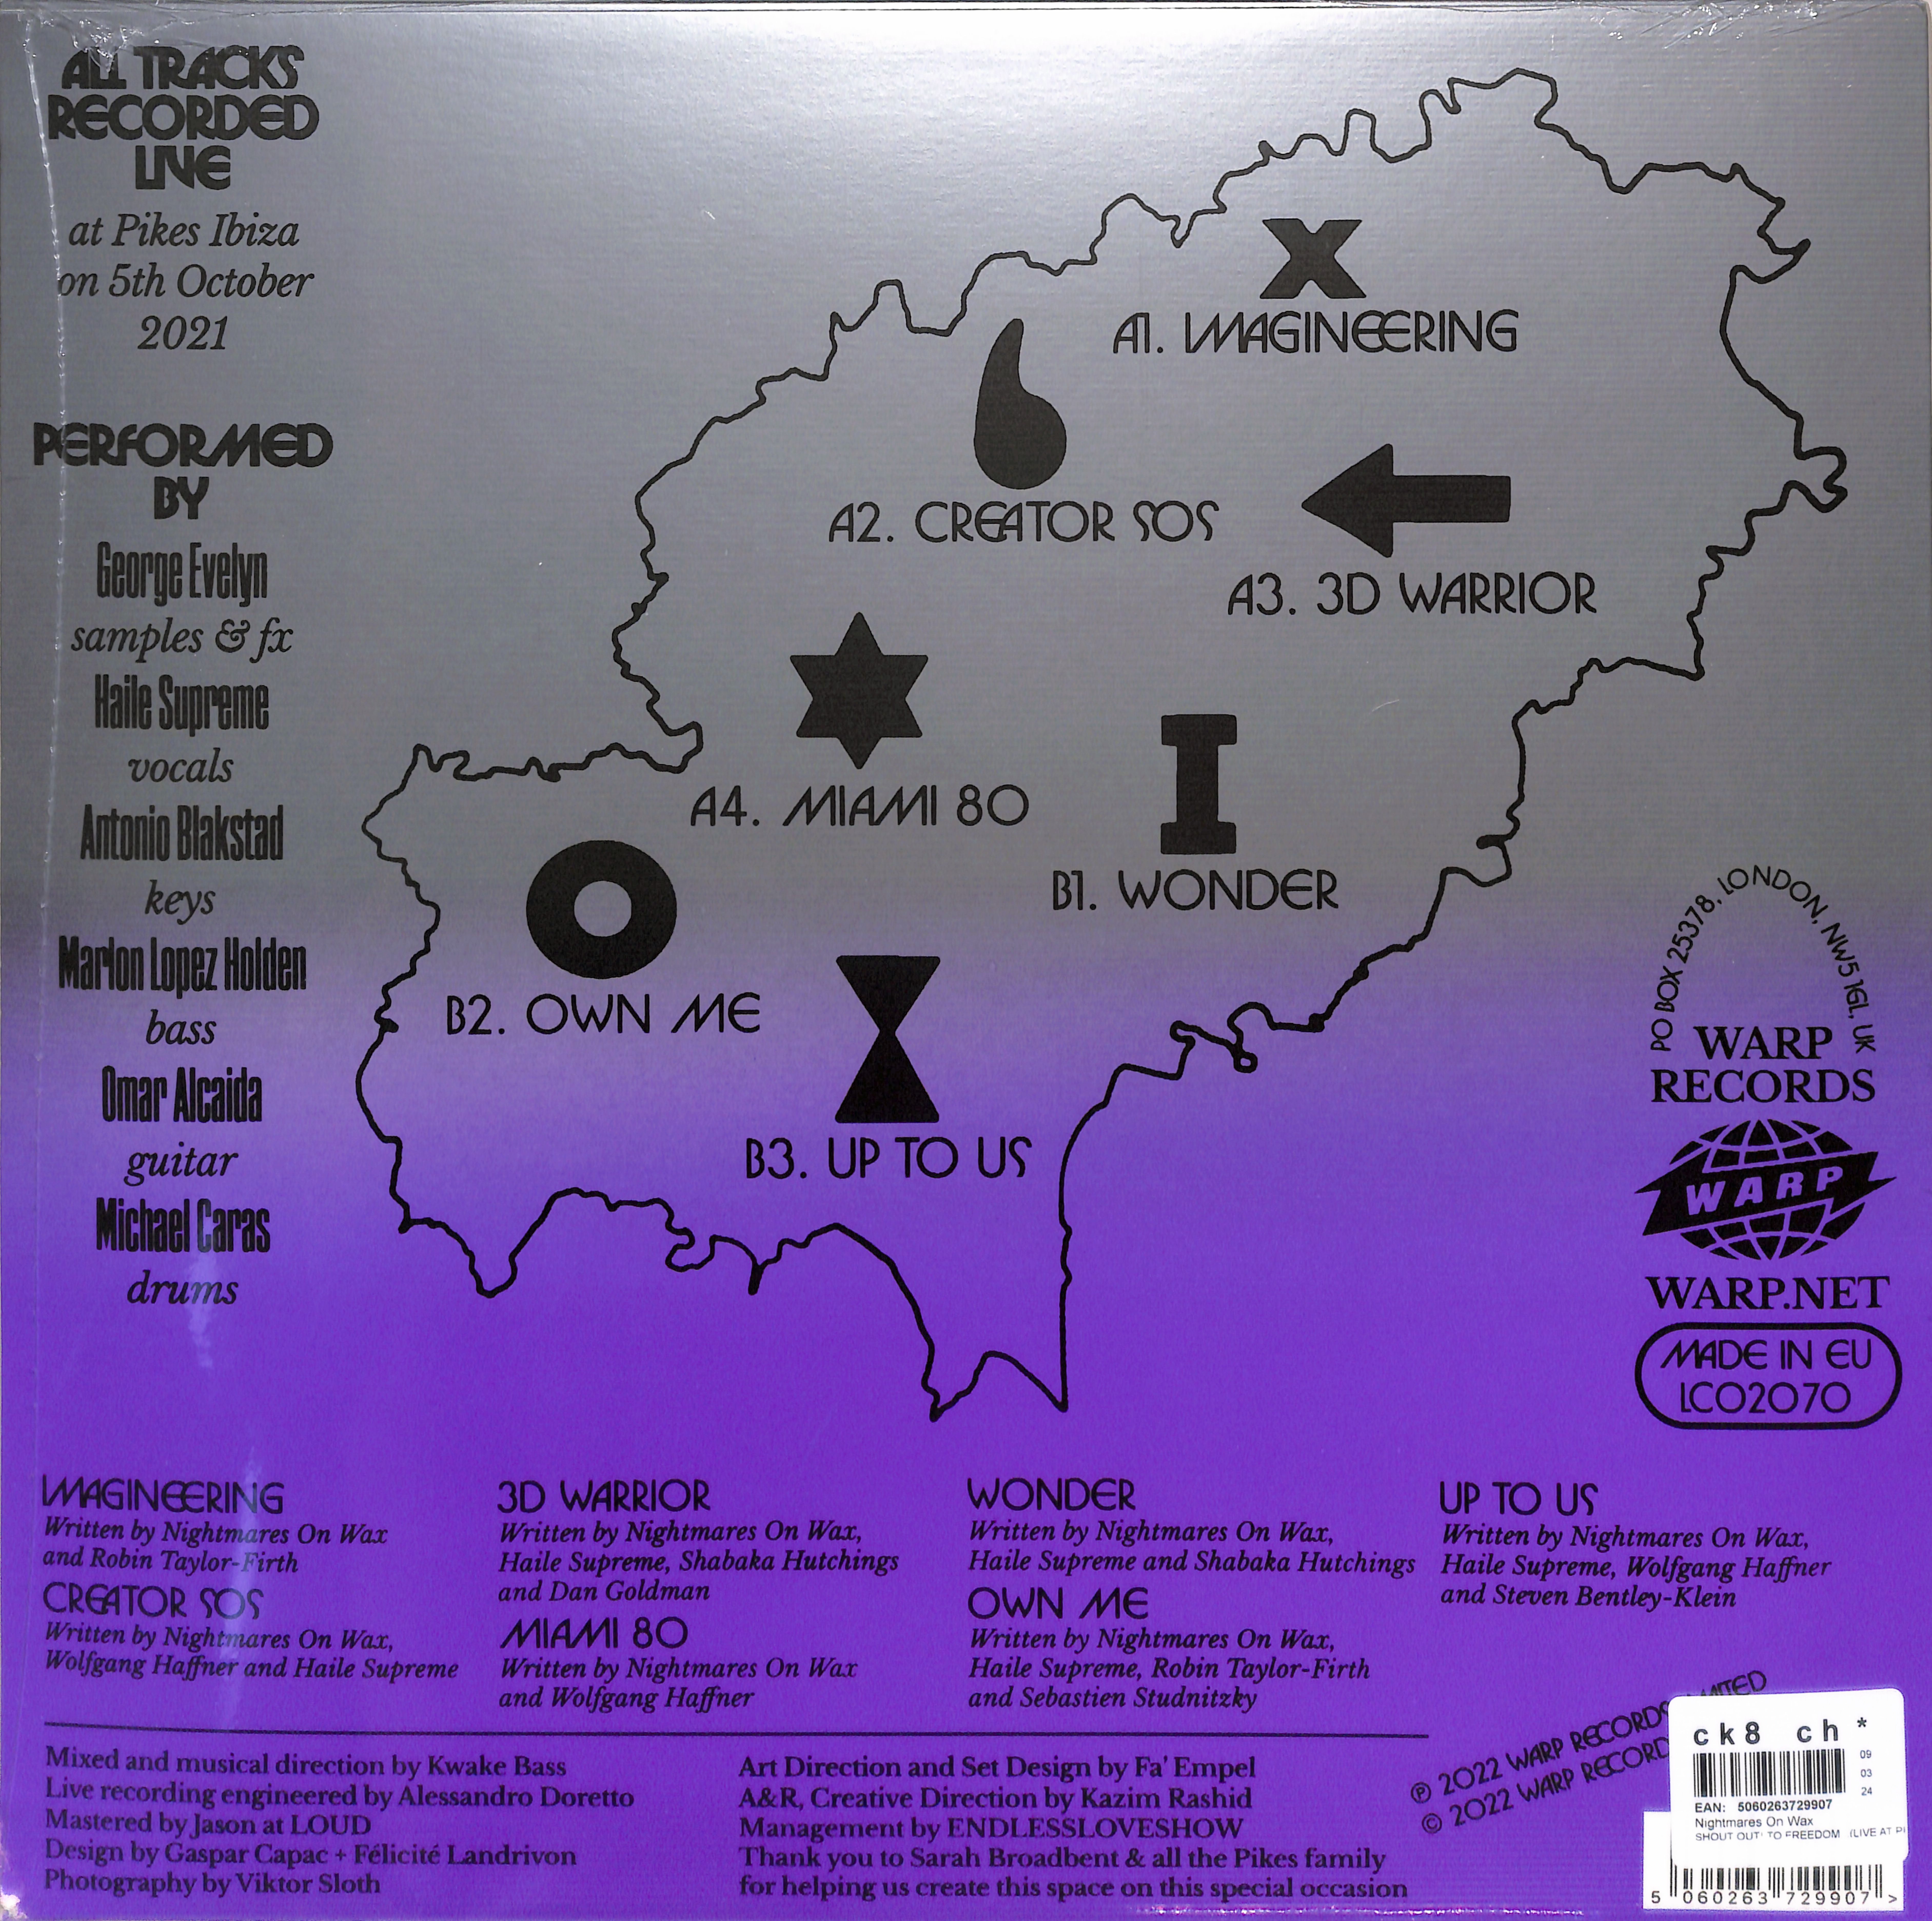 ALL TRACKS
RECORDED
LIVE
at Pikes Ibiza
on 5th October
2021
PERFORMED
BY
George Evelyn
samples & fx
Haile Supreme
vocals
Antonio Blakstad
keys
Marlon Lopez Holden
bass
Omar Alcaida
guitar
Michael Caras
drums
A1. IMAGINEERING
A2. CREATOR SOS
A3. 3D WARRIOR
A4. MIAMI 80
B1. WONDER
B2. OWN ME
B3. UP TO US
PO BOX 25378, LONDON, NW5 1GL, UK
WARP
RECORDS
WARP
WARP.NET
MADE IN EU
LC02070
IMAGINEERING
Written by Nightmares On Wax
and Robin Taylor-Firth
CREATOR SOS
Written by Nightmares On Wax,
Wolfgang Haffner and Haile Supreme
3D WARRIOR
Written by Nightmares On Wax,
Haile Supreme, Shabaka Hutchings
and Dan Goldman
MIAMI 80
Written by Nightmares On Wax
and Wolfgang Haffner
WONDER
Written by Nightmares On Wax,
Haile Supreme and Shabaka Hutchings
OWN ME
Written by Nightmares On Wax,
Haile Supreme, Robin Taylor-Firth
and Sebastien Studnitzky
UP TO US
Written by Nightmares On Wax,
Haile Supreme, Wolfgang Haffner
and Steven Bentley-Klein
Mixed and musical direction by Kwake Bass
Live recording engineered by Alessandro Doretto
Mastered by Jason at LOUD
Design by Gaspar Capac + Félicité Landrivon
Photography by Viktor Sloth
Art Direction and Set Design by Fa' Empel
A&R, Creative Direction by Kazim Rashid
Management by ENDLESSLOVESHOW
Thank you to Sarah Broadbent & all the Pikes family
for helping us create this space on this special occasion
℗ 2022 WARP RECORDS
© 2022 WARP
ck8 ch *
09
03
24
EAN: 5060263729907
Nightmares On Wax
SHOUT OUT! TO FREEDOM (LIVE AT
5 060263 729907 >